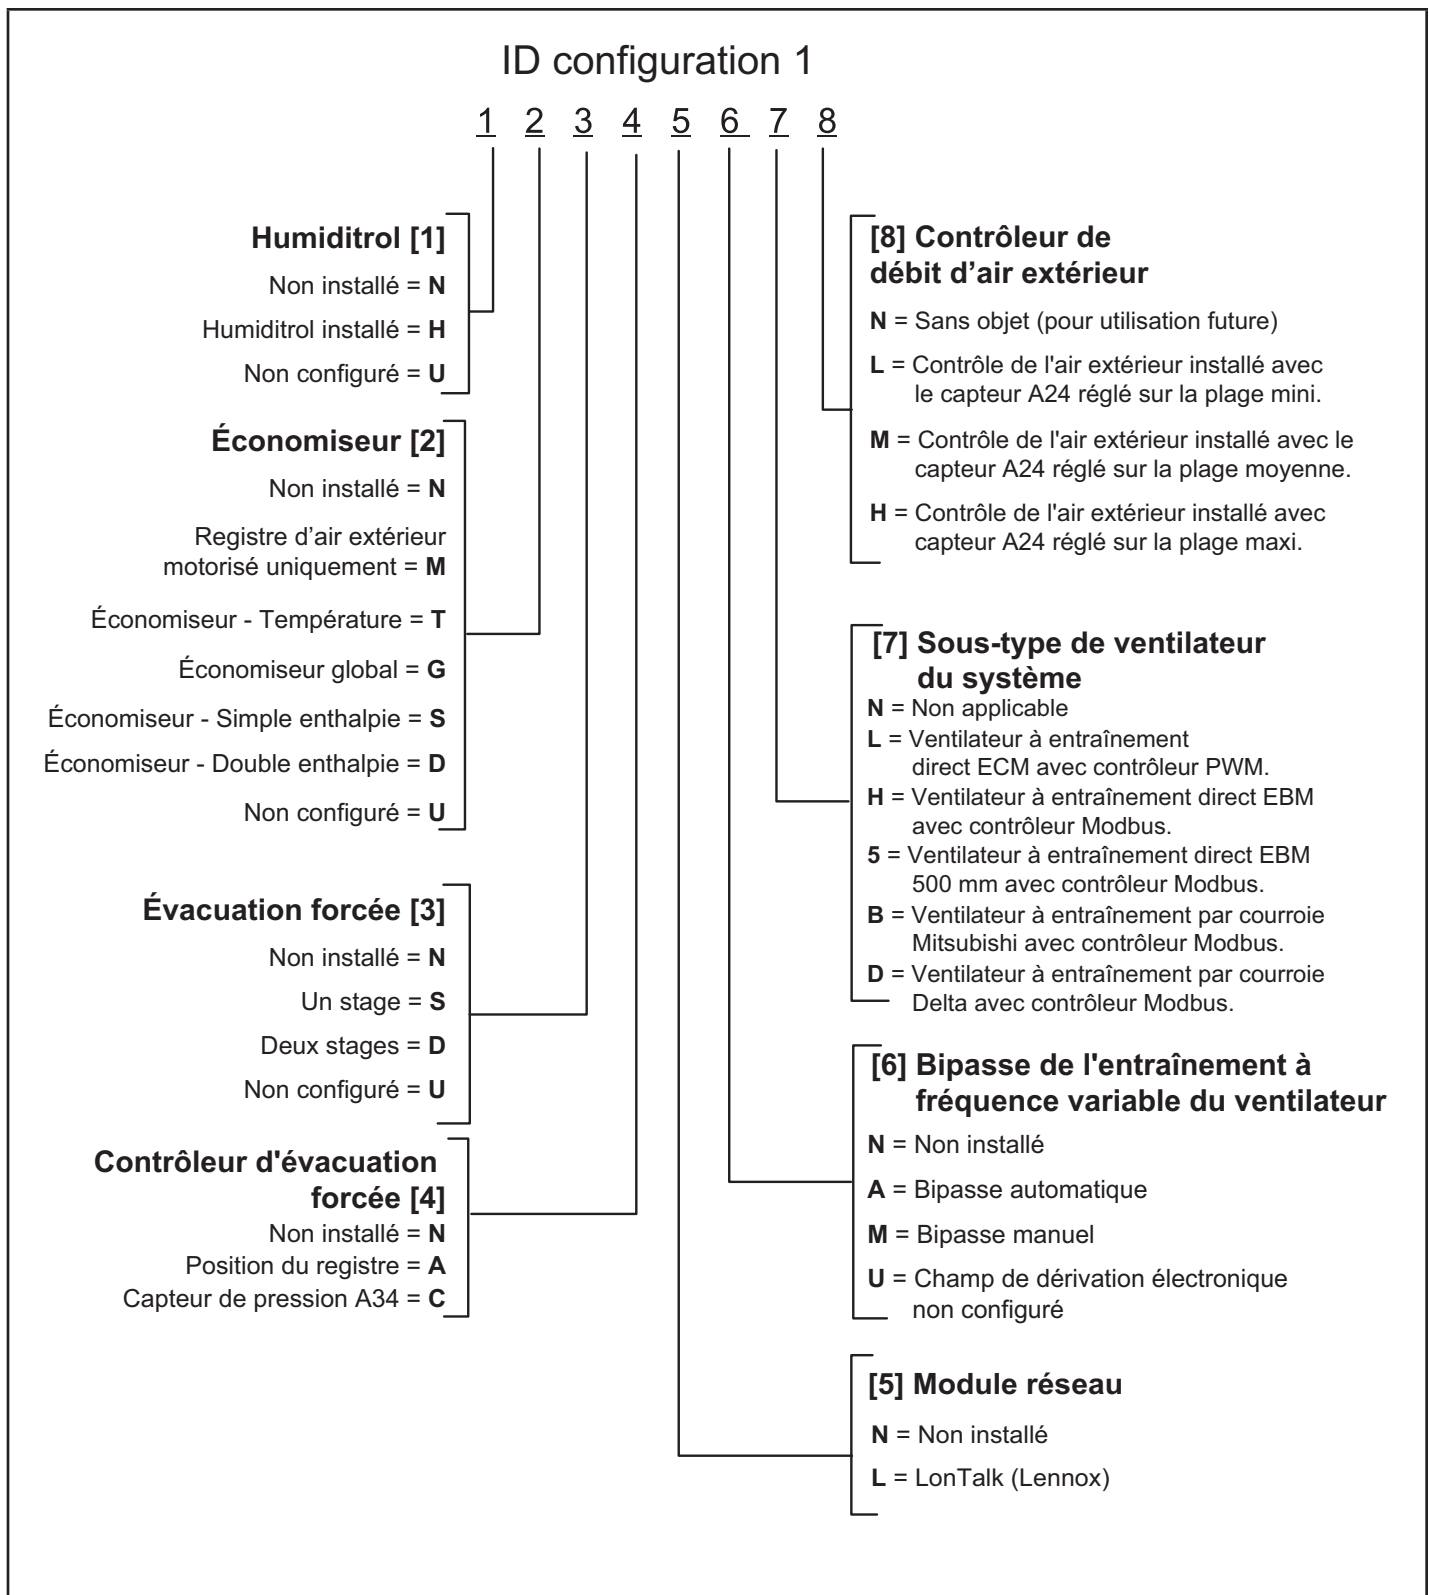 ID configuration 1
1 2 3 4 5 6 7 8
Humiditrol [1]
Non installé = N
Humiditrol installé = H
Non configuré = U
Économiseur [2]
Non installé = N
Registre d’air extérieur
motorisé uniquement = M
Économiseur - Température = T
Économiseur global = G
Économiseur - Simple enthalpie = S
Économiseur - Double enthalpie = D
Non configuré = U
Évacuation forcée [3]
Non installé = N
Un stage = S
Deux stages = D
Non configuré = U
Contrôleur d'évacuation
forcée [4]
Non installé = N
Position du registre = A
Capteur de pression A34 = C
[8] Contrôleur de
débit d’air extérieur
N = Sans objet (pour utilisation future)
L = Contrôle de l'air extérieur installé avec
le capteur A24 réglé sur la plage mini.
M = Contrôle de l'air extérieur installé avec le
capteur A24 réglé sur la plage moyenne.
H = Contrôle de l'air extérieur installé avec
capteur A24 réglé sur la plage maxi.
[7] Sous-type de ventilateur
du système
N = Non applicable
L = Ventilateur à entraînement
direct ECM avec contrôleur PWM.
H = Ventilateur à entraînement direct EBM
avec contrôleur Modbus.
5 = Ventilateur à entraînement direct EBM
500 mm avec contrôleur Modbus.
B = Ventilateur à entraînement par courroie
Mitsubishi avec contrôleur Modbus.
D = Ventilateur à entraînement par courroie
Delta avec contrôleur Modbus.
[6] Bipasse de l'entraînement à
fréquence variable du ventilateur
N = Non installé
A = Bipasse automatique
M = Bipasse manuel
U = Champ de dérivation électronique
non configuré
[5] Module réseau
N = Non installé
L = LonTalk (Lennox)